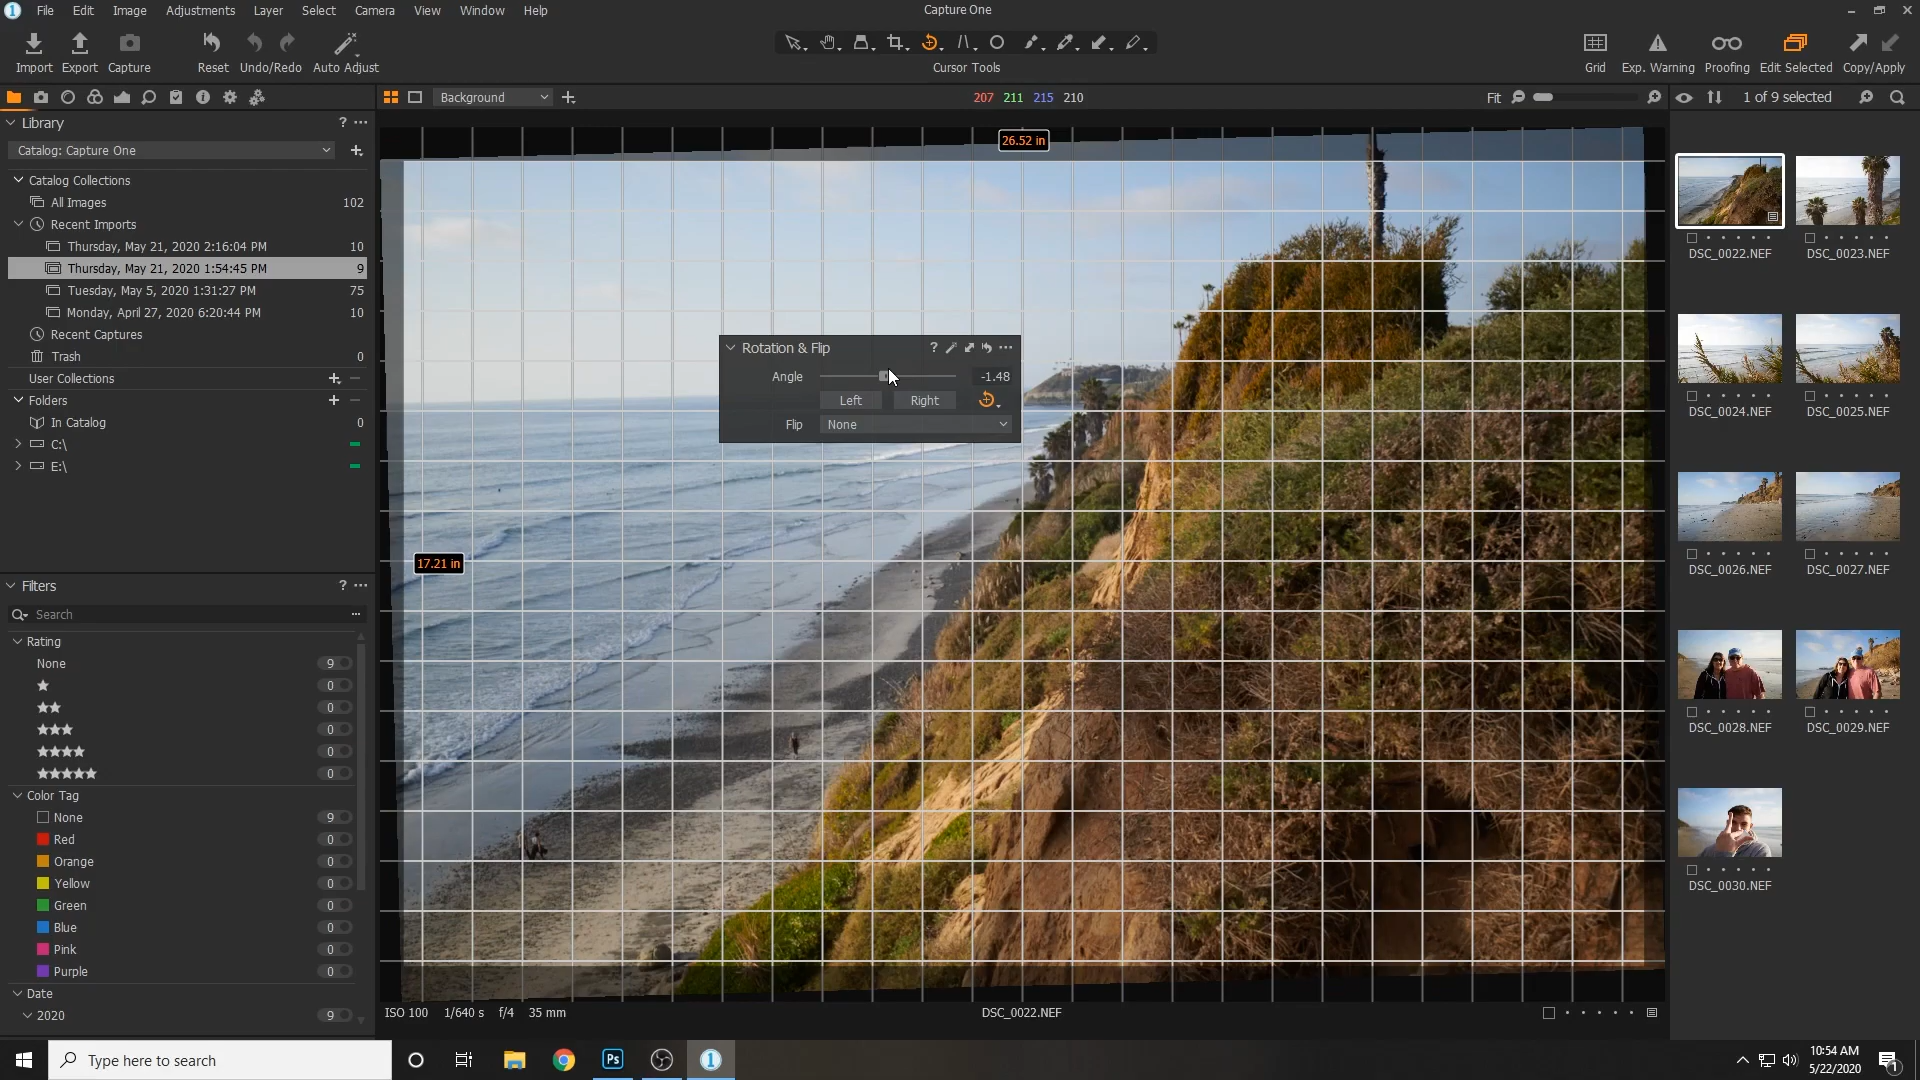 File Edit Image Adjustments Layer Select Camera View Window Help
Capture One
Import Export Capture Reset Undo/Redo Auto Adjust
Cursor Tools
Grid Exp. Warning Proofing Edit Selected Copy/Apply
Background
207 211 215 210
Fit
1 of 9 selected
Library
Catalog: Capture One
Catalog Collections
All Images 102
Recent Imports
Thursday, May 21, 2020 2:16:04 PM 10
Thursday, May 21, 2020 1:54:45 PM 9
Tuesday, May 5, 2020 1:31:27 PM 75
Monday, April 27, 2020 6:20:44 PM 10
Recent Captures
Trash 0
User Collections
Folders
In Catalog 0
C:\
E:\
Filters
Search
Rating
None 9
0
0
0
0
0
Color Tag
None 9
Red 0
Orange 0
Yellow 0
Green 0
Blue 0
Pink 0
Purple 0
Date
2020 9
26.52 in
17.21 in
Rotation & Flip
Angle -1.48
Left Right
Flip None
ISO 100 1/640 s f/4 35 mm
DSC_0022.NEF
DSC_0022.NEF DSC_0023.NEF
DSC_0024.NEF DSC_0025.NEF
DSC_0026.NEF DSC_0027.NEF
DSC_0028.NEF DSC_0029.NEF
DSC_0030.NEF
Type here to search
Ps
1
10:54 AM
5/22/2020
1